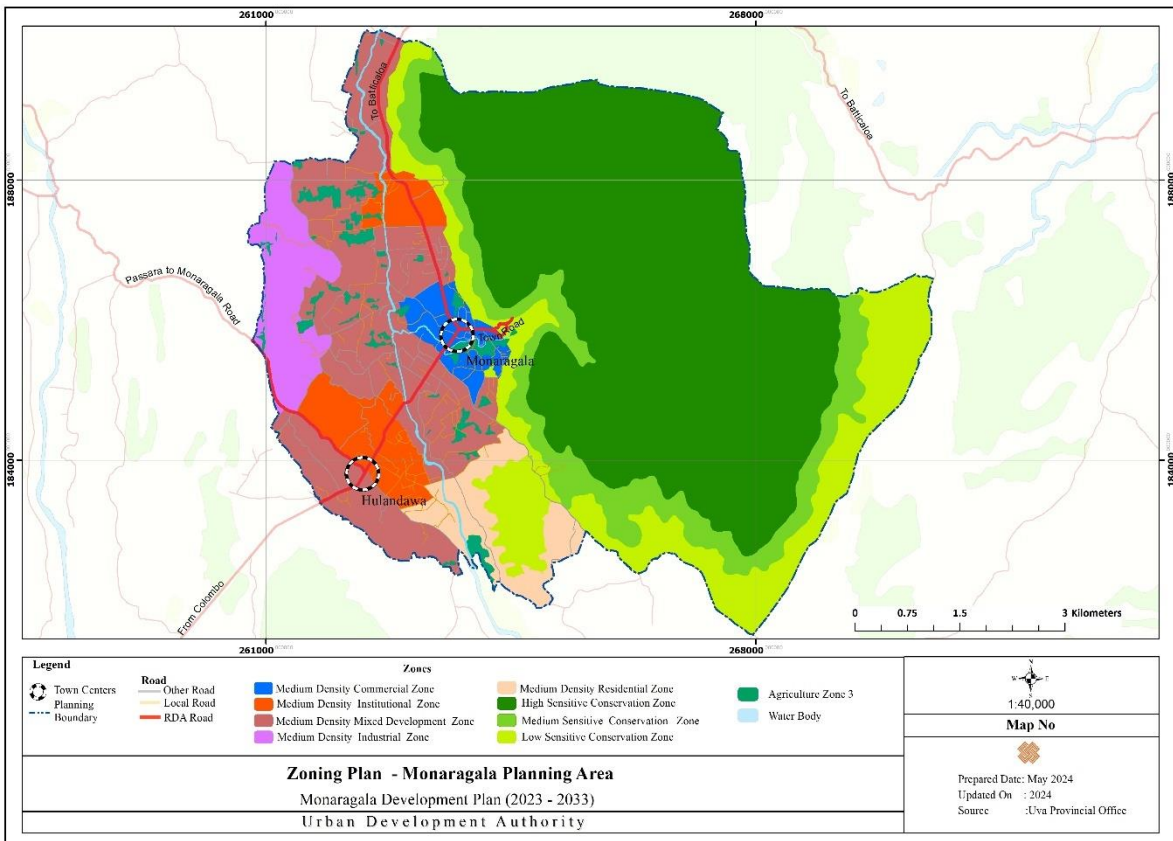 261000
268000
To Batticaloa
To Batticaloa
188000
188000
Passara to Monaragala Road
Town Road
Monaragala
184000
184000
Hulandawa
From Colombo
0 0.75 1.5 3 Kilometers
261000
268000
Legend
Town Centers
Planning
Boundary
Road
Other Road
Local Road
RDA Road
Zones
Medium Density Commercial Zone
Medium Density Institutional Zone
Medium Density Mixed Development Zone
Medium Density Industrial Zone
Medium Density Residential Zone
High Sensitive Conservation Zone
Medium Sensitive Conservation Zone
Low Sensitive Conservation Zone
Agriculture Zone 3
Water Body
N
W
E
S
1:40,000
Map No
Prepared Date: May 2024
Updated On : 2024
Source :Uva Provincial Office
Zoning Plan - Monaragala Planning Area
Monaragala Development Plan (2023 - 2033)
Urban Development Authority